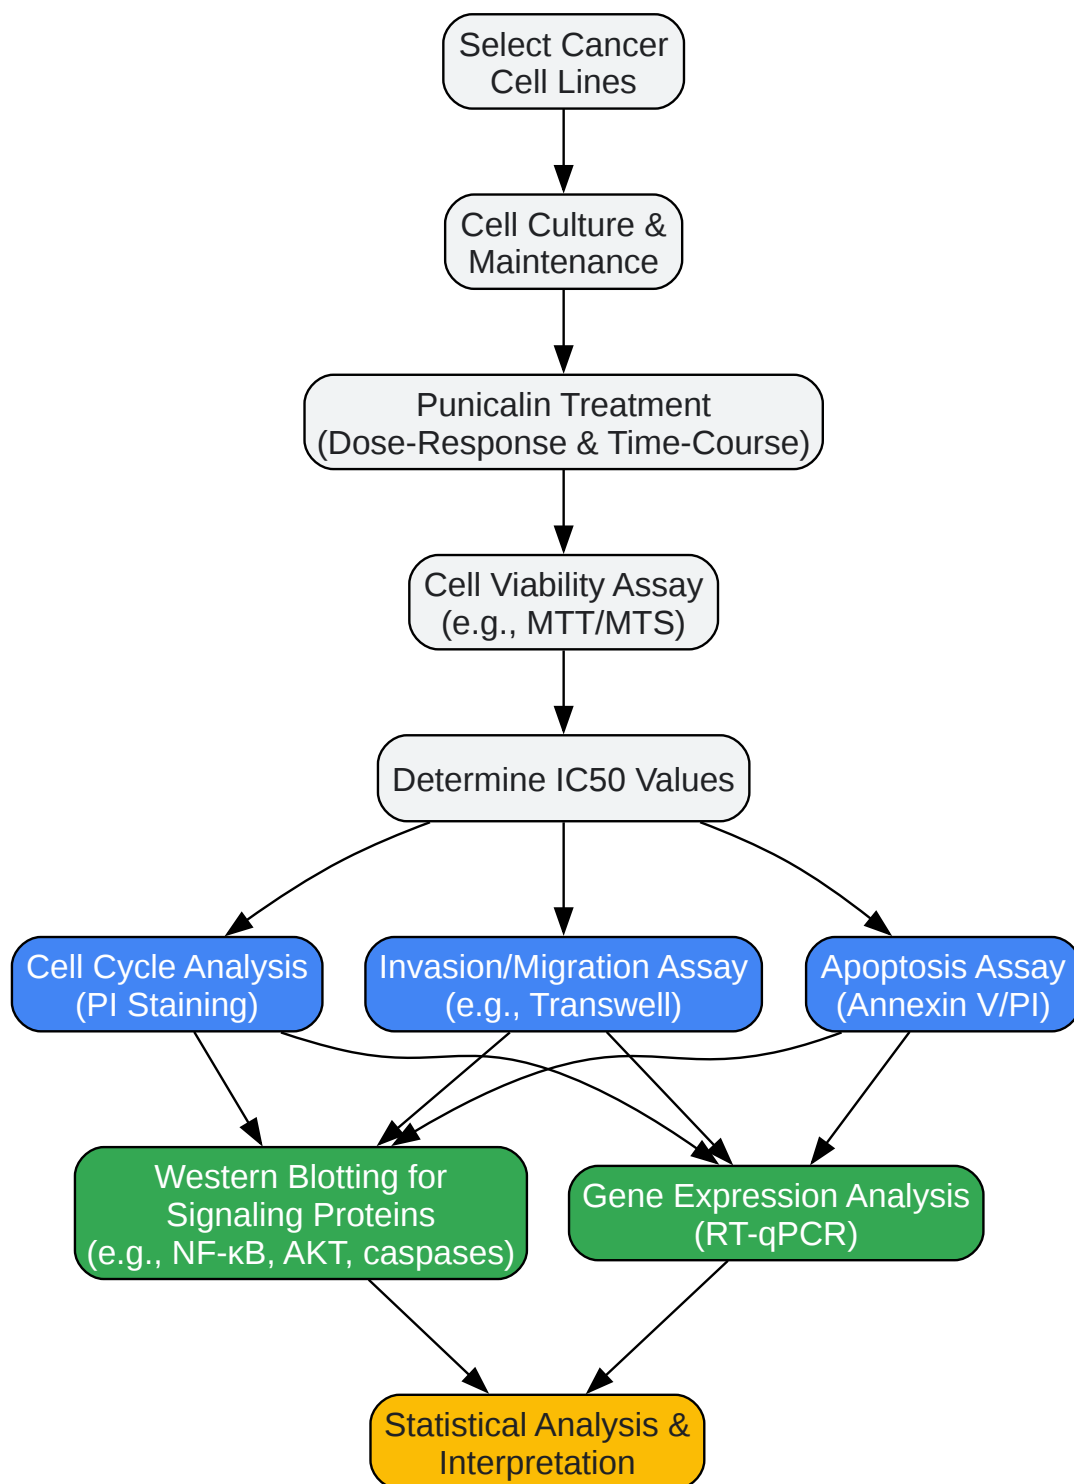 Select Cancer
Cell Lines
Cell Culture &
Maintenance
Punicalin Treatment
(Dose-Response & Time-Course)
Cell Viability Assay
(e.g., MTT/MTS)
Determine IC50 Values
Cell Cycle Analysis
(PI Staining)
Invasion/Migration Assay
(e.g., Transwell)
Apoptosis Assay
(Annexin V/PI)
Western Blotting for
Signaling Proteins
(e.g., NF-κB, AKT, caspases)
Gene Expression Analysis
(RT-qPCR)
Statistical Analysis &
Interpretation